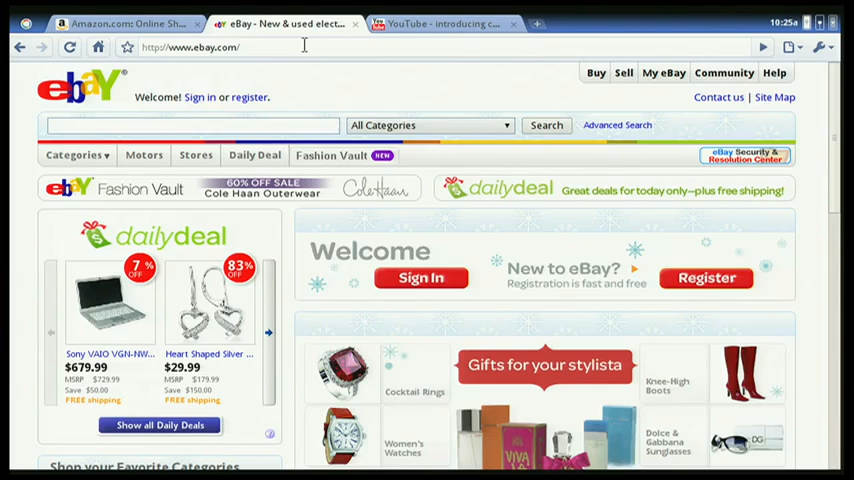 Amazon.com: Online Sh...
eBay - New & used elect...
YouTube - introducing c...
10:25a
http://www.ebay.com/
Buy Sell My eBay Community Help
ebay
Welcome! Sign in or register.
Contact us | Site Map
All Categories
Search
Advanced Search
Categories Motors Stores Daily Deal Fashion Vault NEW
eBay Security &
Resolution Center
ebay FASHION VAULT
60% OFF SALE
Cole Haan Outerwear
Cole Haan
dailydeal
Great deals for today only—plus free shipping!
dailydeal
7%
OFF
83%
OFF
Sony VAIO VGN-NW...
$679.99
MSRP $729.99
Save $50.00
FREE shipping
Heart Shaped Silver ...
$29.99
MSRP $179.99
Save $150.00
FREE shipping
Show all Daily Deals
Shop your Favorite Categories
Welcome
Sign In
New to eBay?
Registration is fast and free
Register
Gifts for your stylista
Cocktail Rings
Women's
Watches
VIVA
LA
Knee-High
Boots
Dolce &
Gabbana
Sunglasses
DG